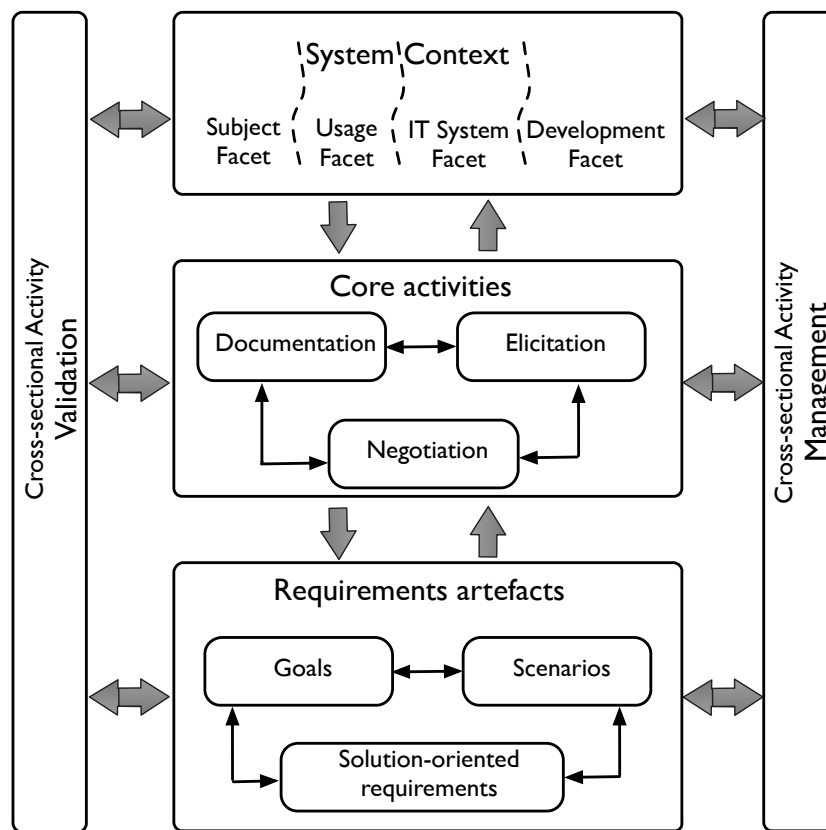 Cross-sectional Activity
Validation
System Context
Subject
Facet
Usage
Facet
IT System
Facet
Development
Facet
Core activities
Documentation
Elicitation
Negotiation
Requirements artefacts
Goals
Scenarios
Solution-oriented
requirements
Cross-sectional Activity
Management